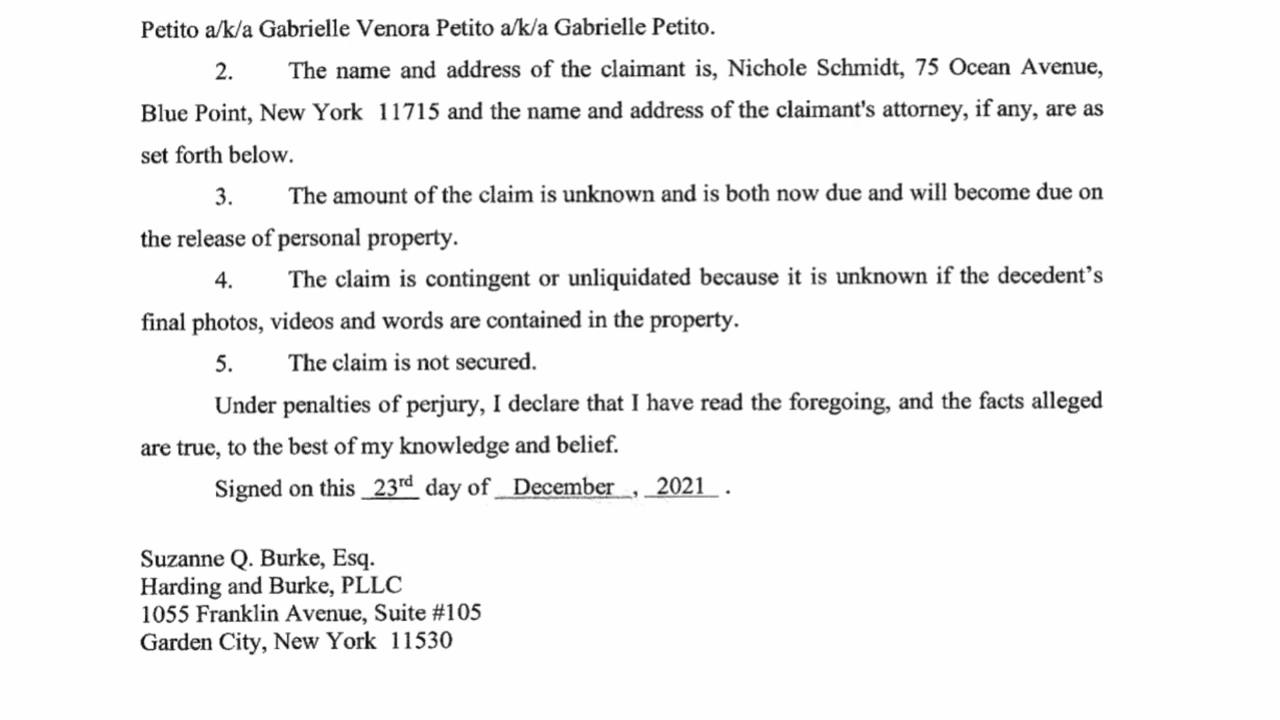 Petito a/k/a Gabrielle Venora Petito a/k/a Gabrielle Petito.
2. The name and address of the claimant is, Nichole Schmidt, 75 Ocean Avenue,
Blue Point, New York 11715 and the name and address of the claimant's attorney, if any, are as
set forth below.
3. The amount of the claim is unknown and is both now due and will become due on
the release of personal property.
4. The claim is contingent or unliquidated because it is unknown if the decedent’s
final photos, videos and words are contained in the property.
5. The claim is not secured.
Under penalties of perjury, I declare that I have read the foregoing, and the facts alleged
are true, to the best of my knowledge and belief.
Signed on this 23rd day of December , 2021 .
Suzanne Q. Burke, Esq.
Harding and Burke, PLLC
1055 Franklin Avenue, Suite #105
Garden City, New York 11530